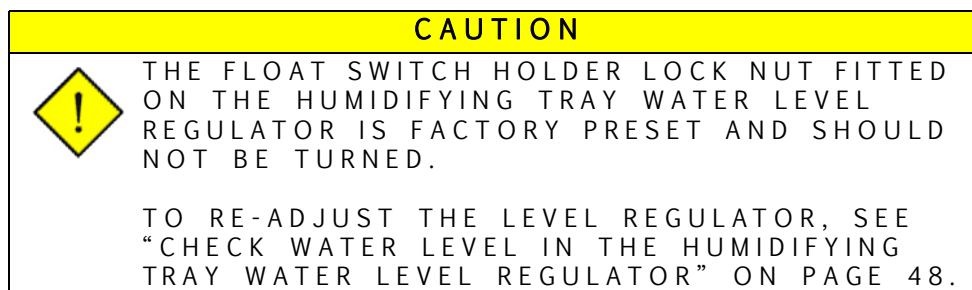 CAUTION
THE FLOAT SWITCH HOLDER LOCK NUT FITTED
ON THE HUMIDIFYING TRAY WATER LEVEL
REGULATOR IS FACTORY PRESET AND SHOULD
NOT BE TURNED.
TO RE-ADJUST THE LEVEL REGULATOR, SEE
“CHECK WATER LEVEL IN THE HUMIDIFYING
TRAY WATER LEVEL REGULATOR” ON PAGE 48.